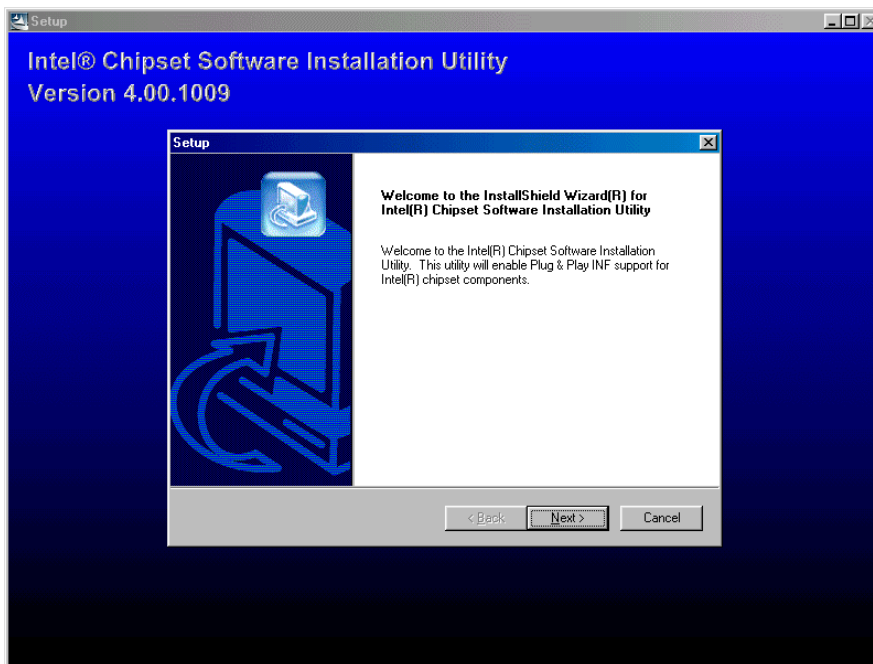 Setup
Intel® Chipset Software Installation Utility
Version 4.00.1009
Setup
Welcome to the InstallShield Wizard(R) for
Intel(R) Chipset Software Installation Utility
Welcome to the Intel(R) Chipset Software Installation
Utility. This utility will enable Plug & Play INF support for
Intel(R) chipset components.
< Back
Next >
Cancel